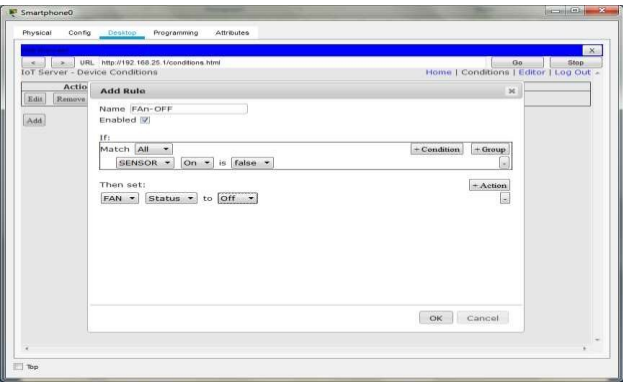 Smartphone0
Physical Config Desktop Programming Attributes
X
< > URL http://192.168.25.1/conditions.html Go Stop
IoT Server - Device Conditions Home | Conditions | Editor | Log Out
Actio
Edit Remove
Add
Add Rule
Name FAn-OFF
Enabled
If:
Match All + Condition + Group
SENSOR On is false -
Then set: + Action
FAN Status to Off -
OK Cancel
Top